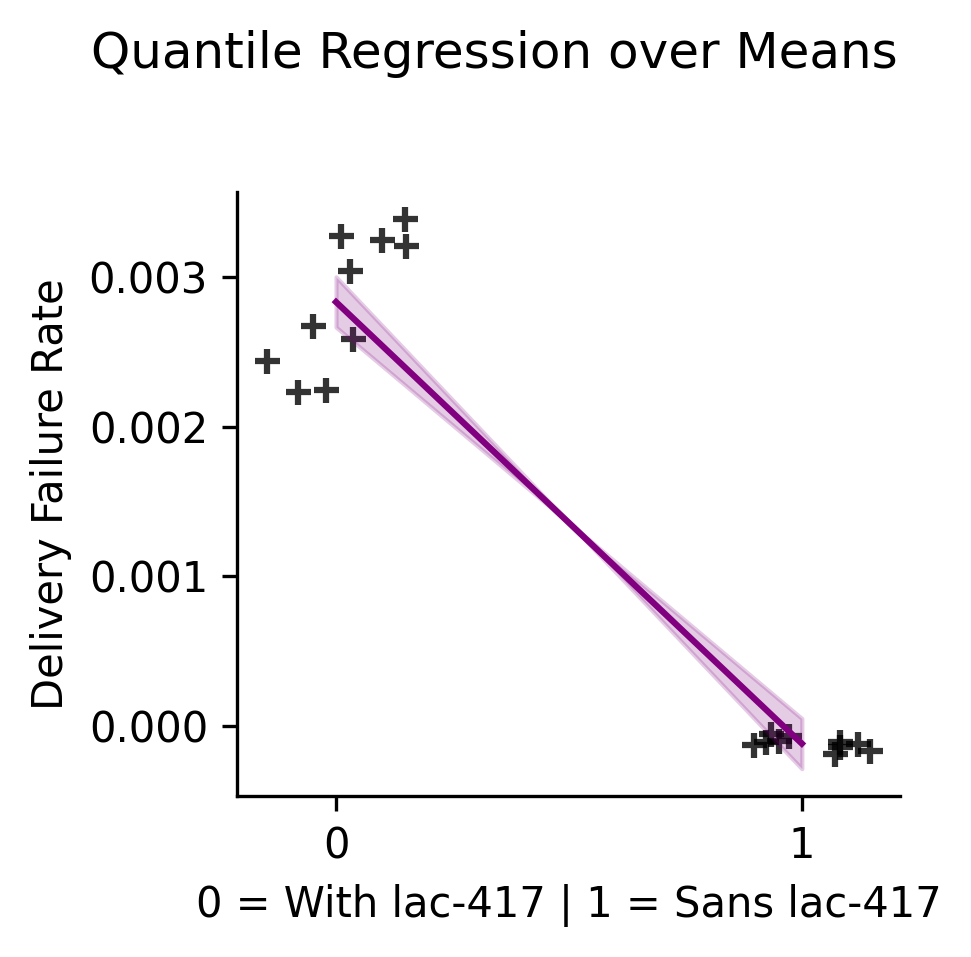 Quantile Regression over Means
Delivery Failure Rate
0.003
0.002
0.001
0.000
0 1
0 = With lac-417 | 1 = Sans lac-417